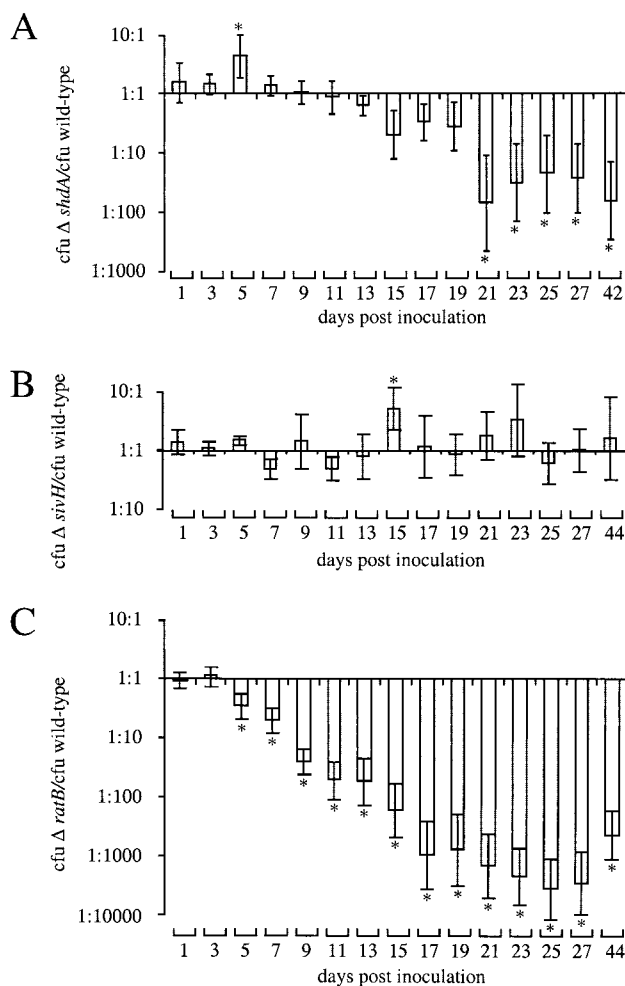 A
cfu Δ shdA/cfu wild-type
10:1
*
1:1
1:10
1:100
* * * * *
1:1000
1 3 5 7 9 11 13 15 17 19 21 23 25 27 42
days post inoculation
B
cfu Δ sivH/cfu wild-type
10:1
*
1:1
1:10
1 3 5 7 9 11 13 15 17 19 21 23 25 27 44
days post inoculation
C
cfu Δ ratB/cfu wild-type
10:1
1:1
* *
1:10
* * *
1:100
*
1:1000
* * * * * * *
1:10000
1 3 5 7 9 11 13 15 17 19 21 23 25 27 44
days post inoculation